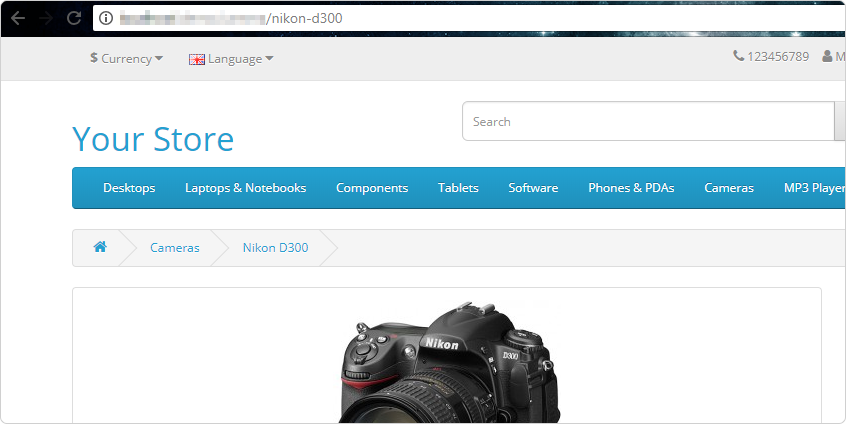 /nikon-d300
$ Currency
Language
123456789
Your Store
Search
Desktops Laptops & Notebooks Components Tablets Software Phones & PDAs Cameras MP3 Player
Cameras Nikon D300
Nikon
D300